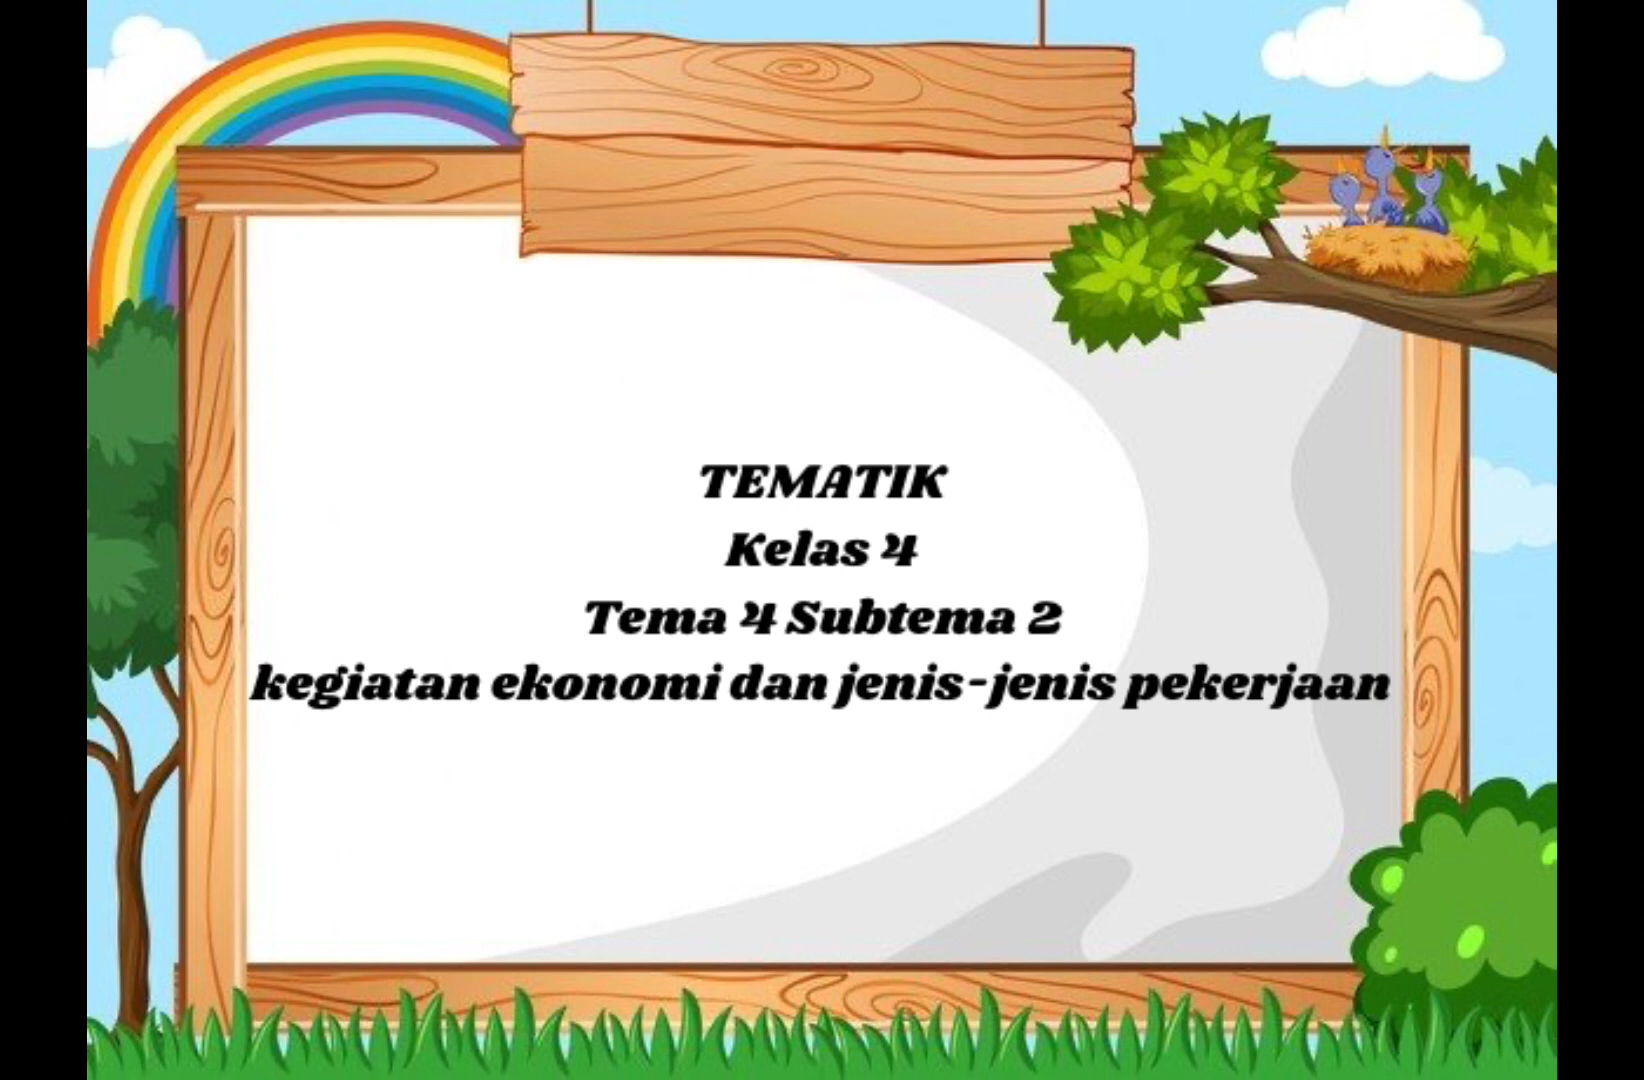 TEMATIK
Kelas 4
Tema 4 Subtema 2
kegiatan ekonomi dan jenis-jenis pekerjaan